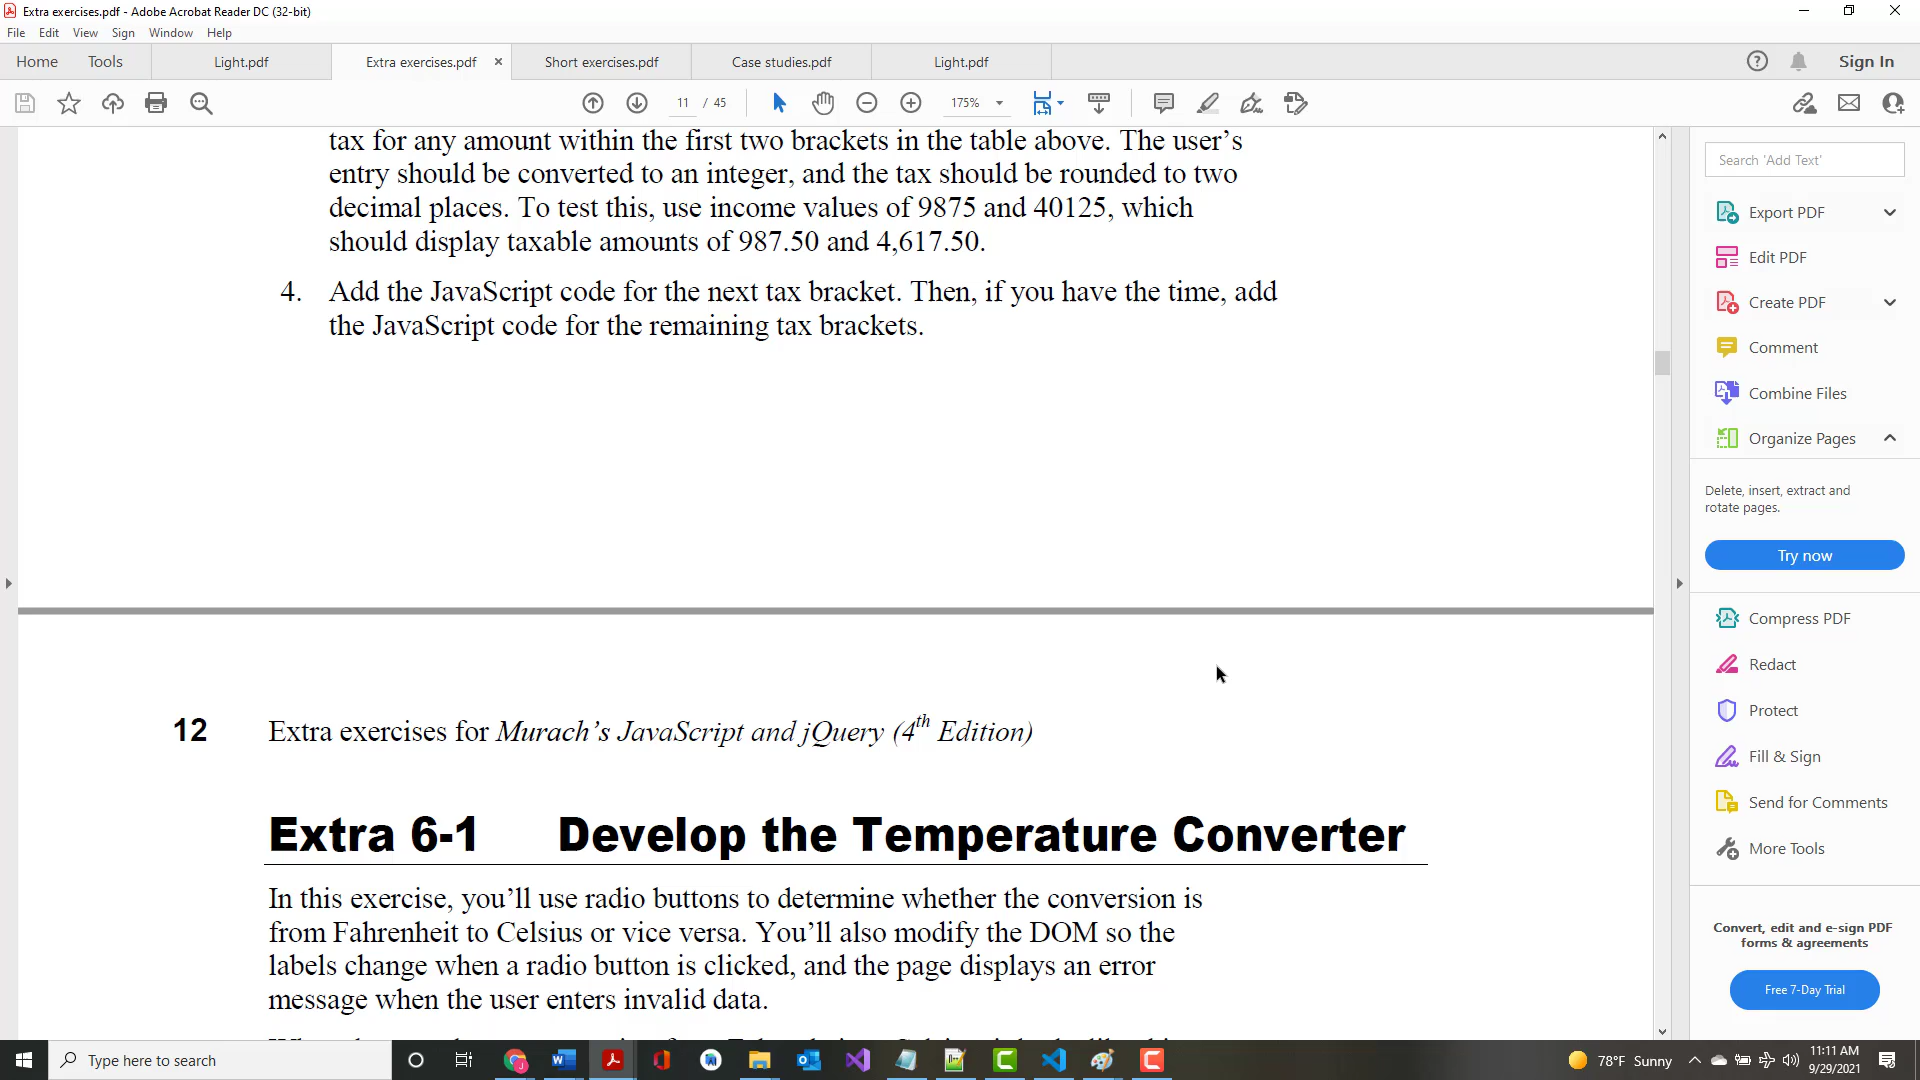 Extra exercises.pdf - Adobe Acrobat Reader DC (32-bit)
File Edit View Sign Window Help
Home Tools Light.pdf Extra exercises.pdf Short exercises.pdf Case studies.pdf Light.pdf Sign In
11 / 45 175%
tax for any amount within the first two brackets in the table above. The user’s
entry should be converted to an integer, and the tax should be rounded to two
decimal places. To test this, use income values of 9875 and 40125, which
should display taxable amounts of 987.50 and 4,617.50.
4. Add the JavaScript code for the next tax bracket. Then, if you have the time, add
the JavaScript code for the remaining tax brackets.
12 Extra exercises for Murach’s JavaScript and jQuery (4th Edition)
Extra 6-1 Develop the Temperature Converter
In this exercise, you’ll use radio buttons to determine whether the conversion is
from Fahrenheit to Celsius or vice versa. You’ll also modify the DOM so the
labels change when a radio button is clicked, and the page displays an error
message when the user enters invalid data.
Search 'Add Text'
Export PDF
Edit PDF
Create PDF
Comment
Combine Files
Organize Pages
Delete, insert, extract and
rotate pages.
Try now
Compress PDF
Redact
Protect
Fill & Sign
Send for Comments
More Tools
Convert, edit and e-sign PDF
forms & agreements
Free 7-Day Trial
Type here to search
78°F Sunny
11:11 AM
9/29/2021